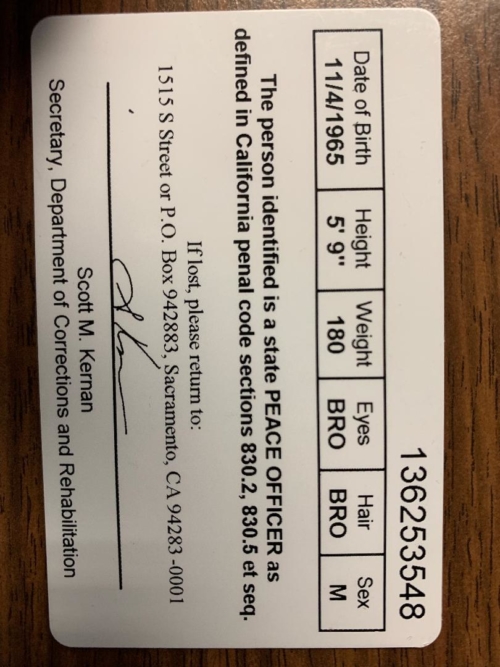 136253548
Date of Birth Height Weight Eyes Hair Sex
11/4/1965 5' 9" 180 BRO BRO M
The person identified is a state PEACE OFFICER as
defined in California penal code sections 830.2, 830.5 et seq.
If lost, please return to:
1515 S Street or P.O. Box 942883, Sacramento, CA 94283 -0001
Scott M. Kernan
Secretary, Department of Corrections and Rehabilitation